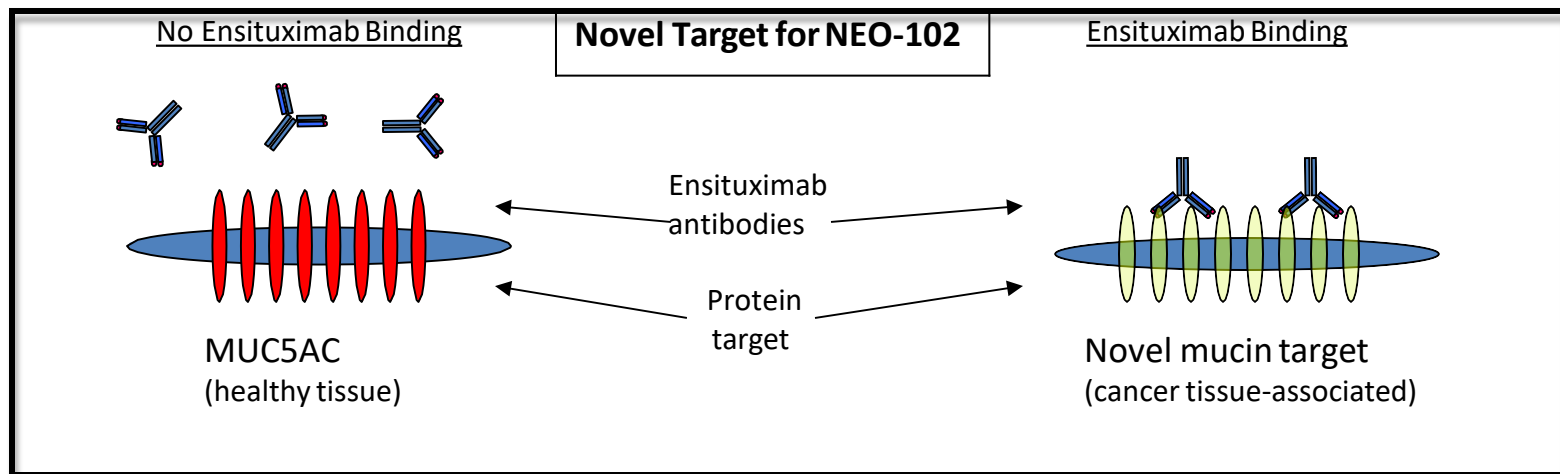 No Ensituximab Binding
Novel Target for NEO-102
Ensituximab Binding
Ensituximab
antibodies
Protein
target
MUC5AC
(healthy tissue)
Novel mucin target
(cancer tissue-associated)